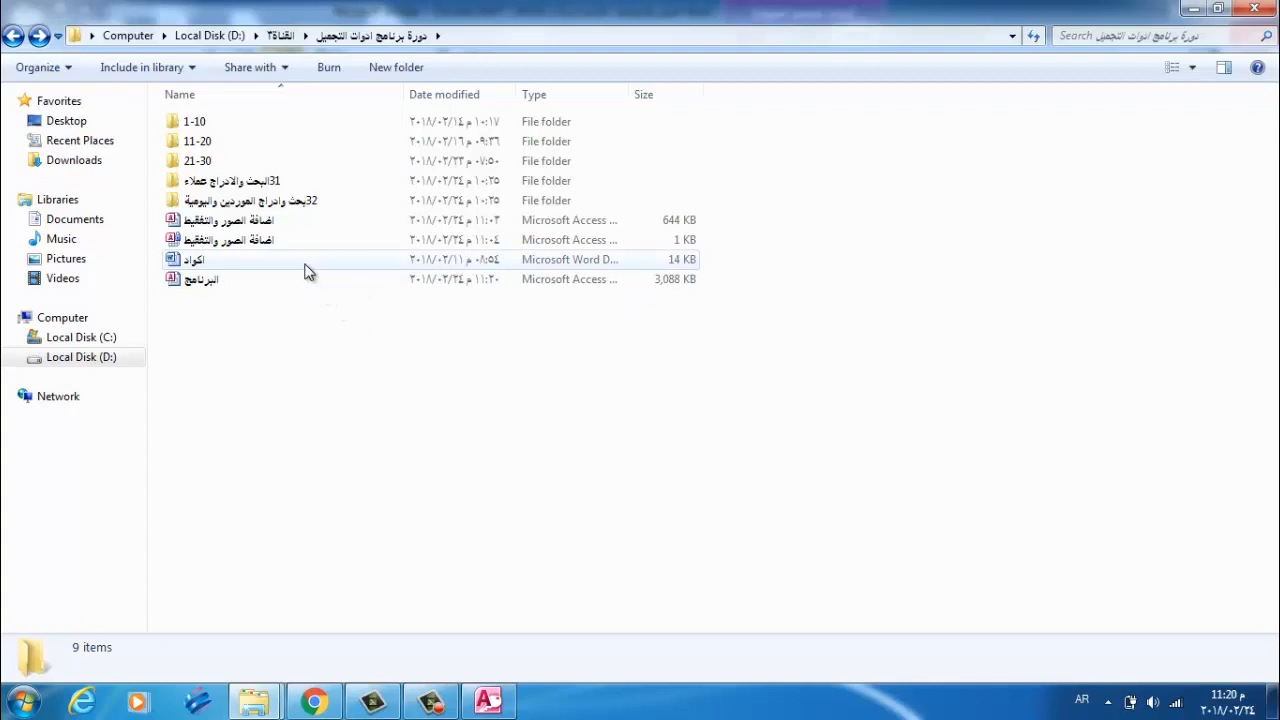 Computer ▸ Local Disk (D:) ▸ القناة٣ ▸ دورة برنامج ادوات التجميل ▸
Search دورة برنامج ادوات التجميل
Organize Include in library Share with Burn New folder
Name Date modified Type Size
Favorites
Desktop
Recent Places
Downloads
Libraries
Documents
Music
Pictures
Videos
Computer
Local Disk (C:)
Local Disk (D:)
Network
1-10 ٢٠١٨/٠٢/١٤ م ١٠:١٧ File folder
11-20 ٢٠١٨/٠٢/١٦ م ٠٩:٣٦ File folder
21-30 ٢٠١٨/٠٢/٢٣ م ٠٧:٥٠ File folder
31البحث والادراج عملاء ٢٠١٨/٠٢/٢٤ م ١٠:٢٥ File folder
32بحث وادراج الموردين واليومية ٢٠١٨/٠٢/٢٤ م ١٠:٢٥ File folder
اضافة الصور والتفقيط ٢٠١٨/٠٢/٢٤ م ١١:٠٣ Microsoft Access ... 644 KB
اضافة الصور والتفقيط ٢٠١٨/٠٢/٢٤ م ١١:٠٤ Microsoft Access ... 1 KB
اكواد ٢٠١٨/٠٢/١١ م ٠٨:٥٤ Microsoft Word D... 14 KB
البرنامج ٢٠١٨/٠٢/٢٤ م ١١:٢٠ Microsoft Access ... 3,088 KB
9 items
AR
11:20 م
٢٠١٨/٠٢/٢٤